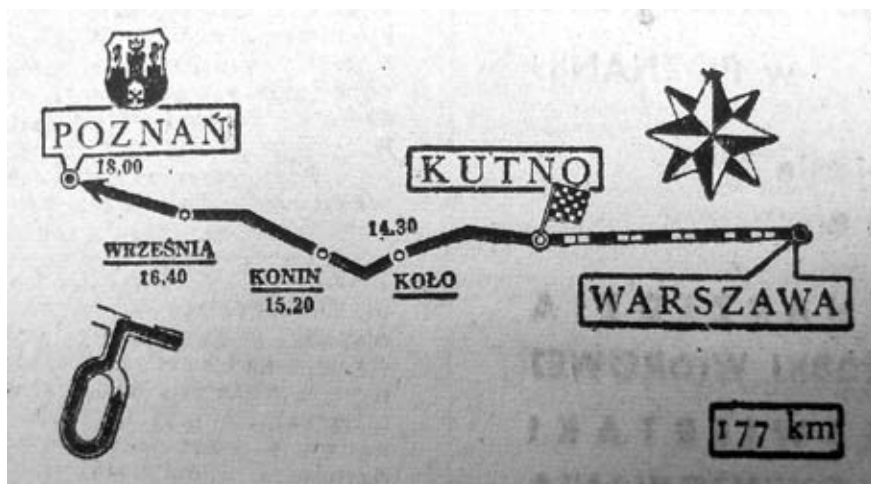 POZNAŃ
18,00
KUTNO
WRZEŚNIĄ
16,40
KONIN
15,20
14,30
KOŁO
WARSZAWA
177 km